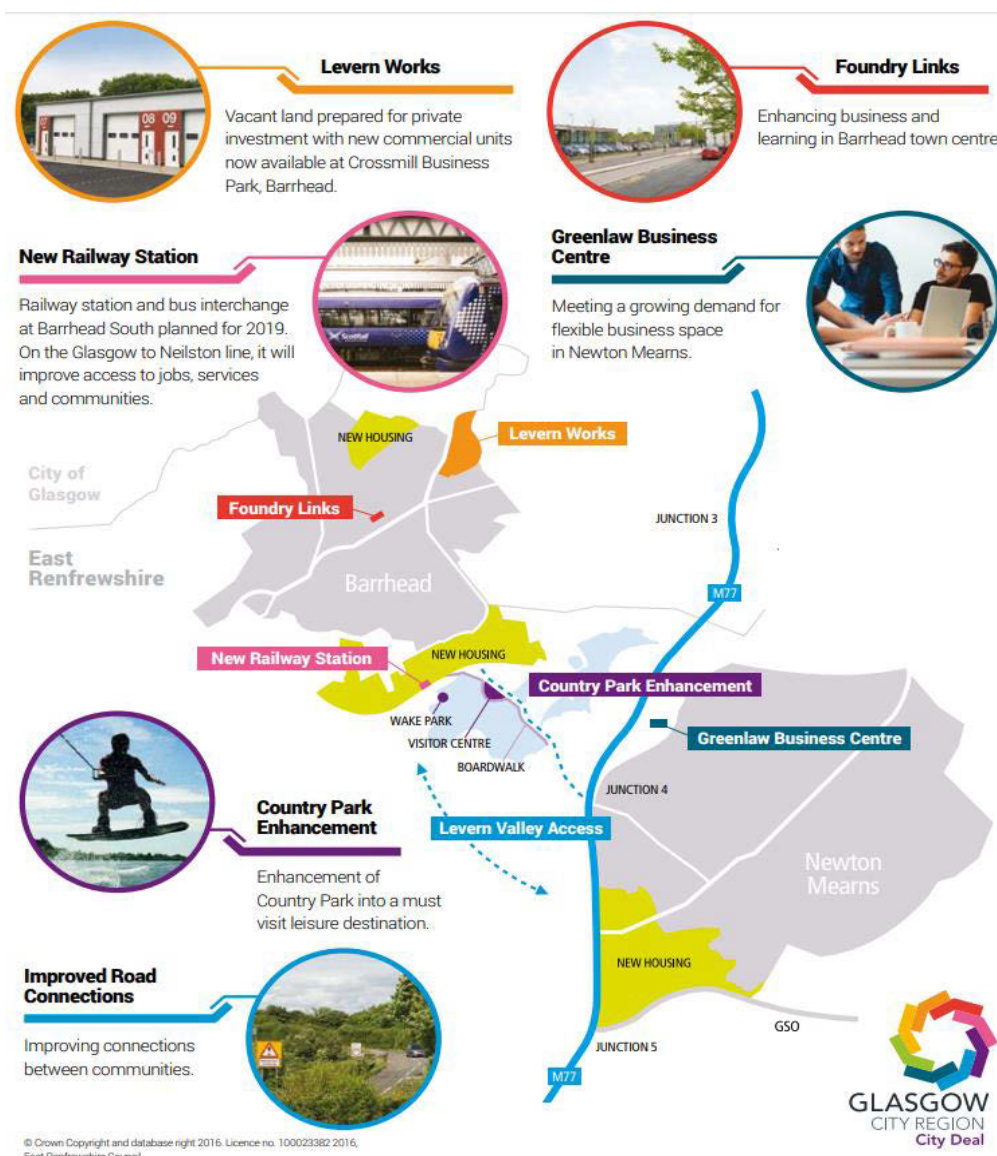 Levern Works
Vacant land prepared for private
investment with new commercial units
now available at Crossmill Business
Park, Barrhead.
07
08 09
Foundry Links
Enhancing business and
learning in Barrhead town centre
New Railway Station
Railway station and bus interchange
at Barrhead South planned for 2019.
On the Glasgow to Neilston line, it will
improve access to jobs, services
and communities.
ScotRail
Greenlaw Business
Centre
Meeting a growing demand for
flexible business space
in Newton Mearns.
NEW HOUSING
Levern Works
City of
Glasgow
Foundry Links
JUNCTION 3
East
Renfrewshire
Barrhead
M77
NEW HOUSING
New Railway Station
Country Park Enhancement
WAKE PARK
VISITOR CENTRE
BOARDWALK
Greenlaw Business Centre
JUNCTION 4
Levern Valley Access
Newton
Mearns
Country Park
Enhancement
Enhancement of
Country Park into a must
visit leisure destination.
NEW HOUSING
Improved Road
Connections
Improving connections
between communities.
GSO
JUNCTION 5
M77
GLASGOW
CITY REGION
City Deal
© Crown Copyright and database right 2016. Licence no. 100023382 2016,
East Renfrewshire Council